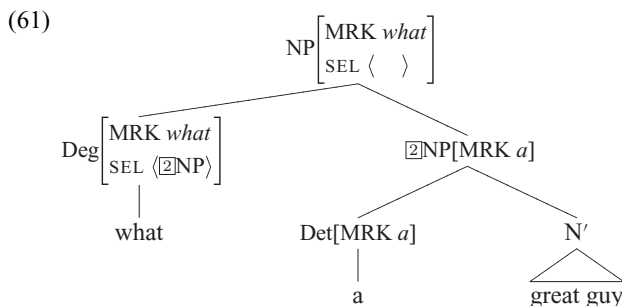 (61)
NP[MRK what
SEL ⟨ ⟩]
Deg[MRK what
SEL ⟨2NP⟩]
2NP[MRK a]
what
Det[MRK a]
N′
a
great guy